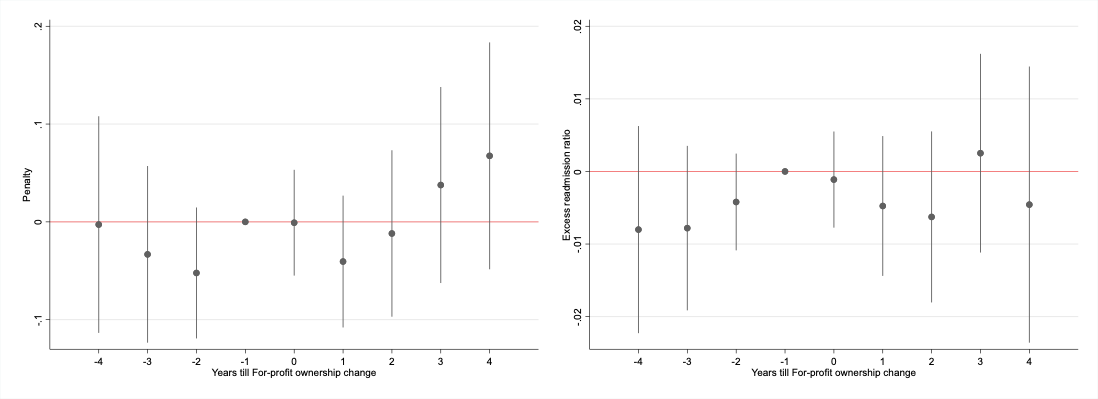 Penalty
.2
.1
0
-.1
-4 -3 -2 -1 0 1 2 3 4
Years till For-profit ownership change
Excess readmission ratio
.02
.01
0
-.01
-.02
-4 -3 -2 -1 0 1 2 3 4
Years till For-profit ownership change